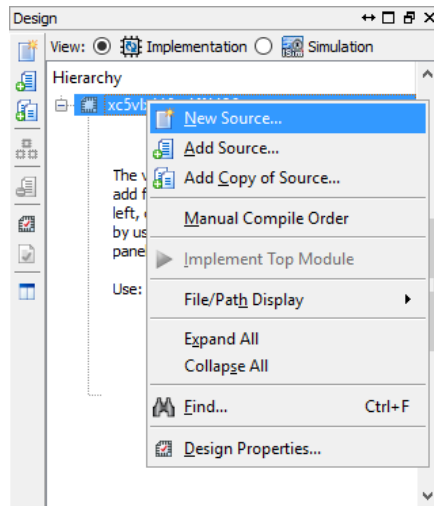 Design
View: Implementation Simulation
Hierarchy
New Source...
Add Source...
The
Add Copy of Source...
add
left,
Manual Compile Order
by us
pane
Implement Top Module
Use:
File/Path Display
Expand All
Collapse All
Find... Ctrl+F
Design Properties...